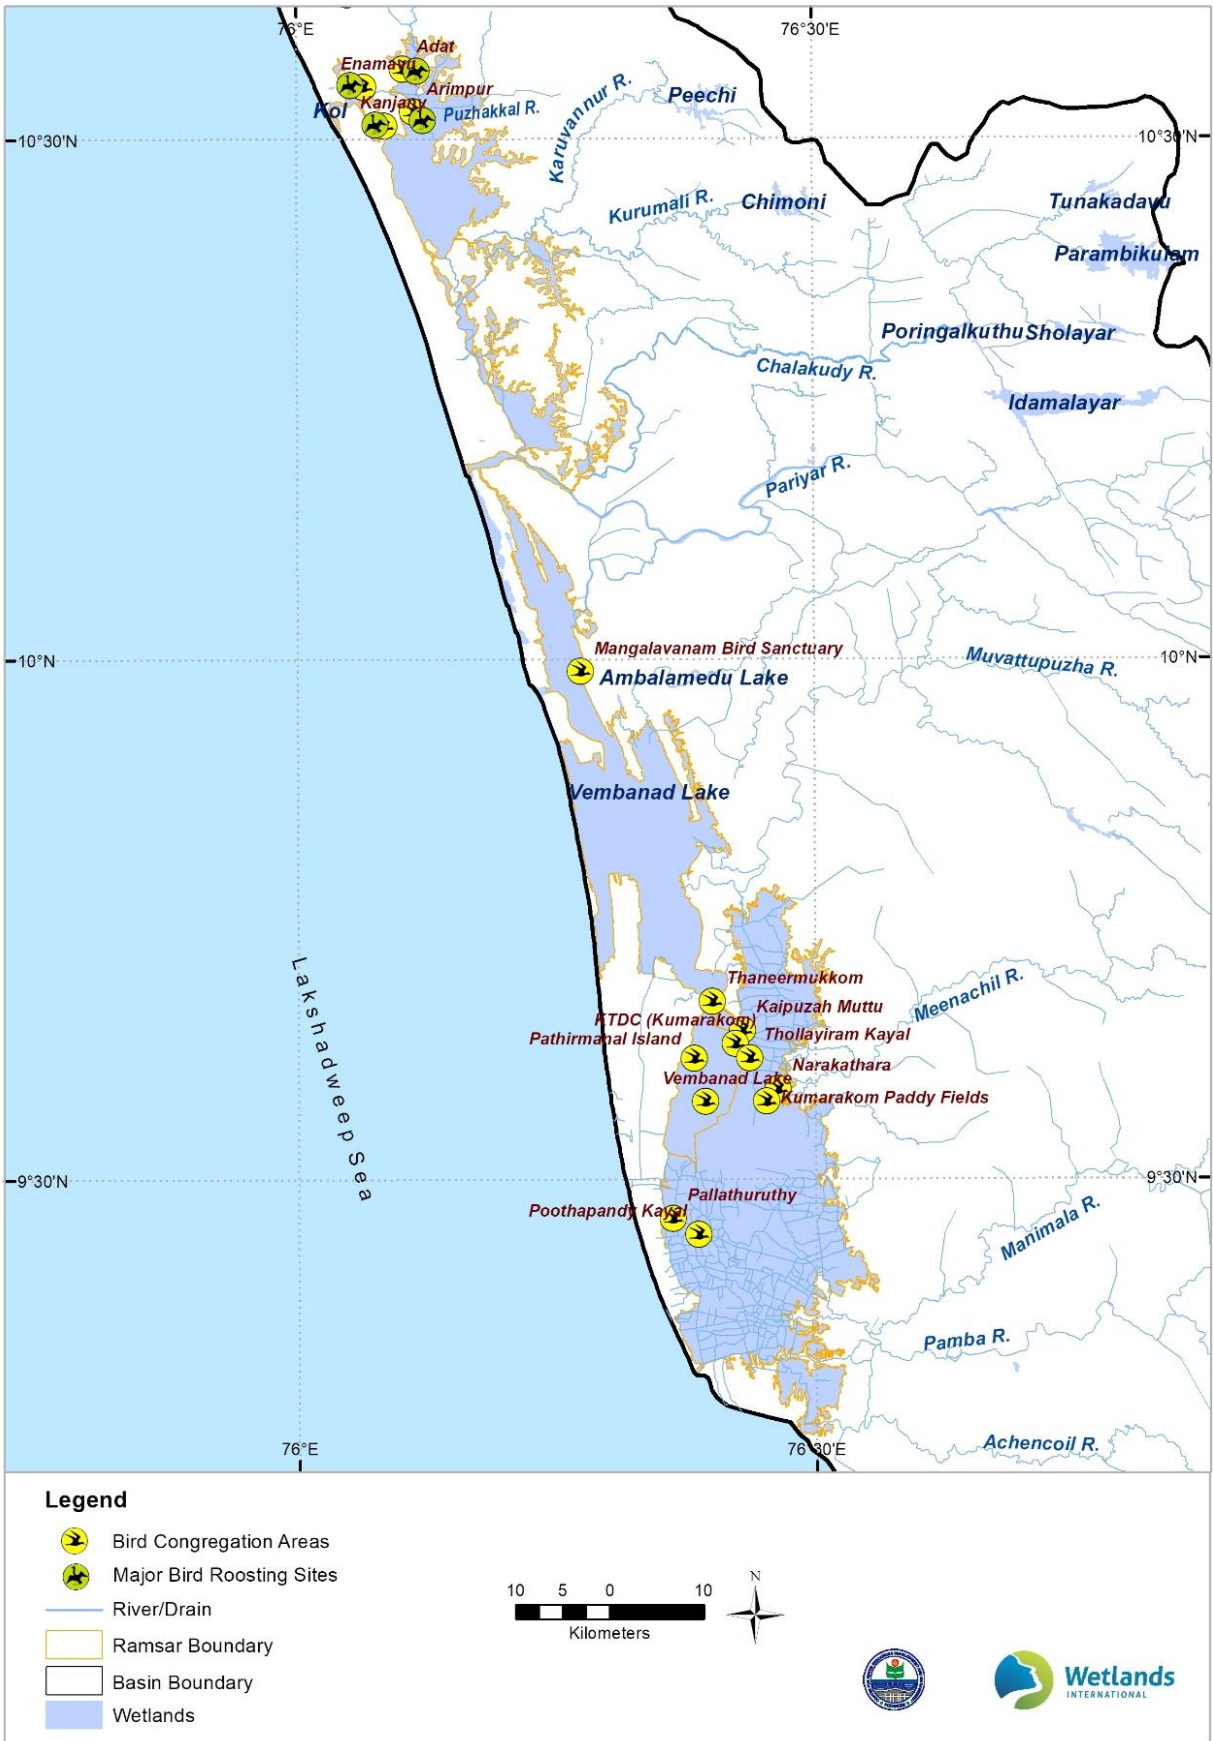 76°E
76°30'E
Adat
Enamavu
Arimpur
Kanjany
Kol
Puzhakkal R.
Karuvannur R.
Peechi
10°30'N
10°30'N
Kurumali R.
Chimoni
Tunakadavu
Parambikulam
Poringalkuthu
Sholayar
Chalakudy R.
Idamalayar
Pariyar R.
Mangalavanam Bird Sanctuary
10°N
10°N
Muvattupuzha R.
Ambalamedu Lake
Vembanad Lake
Lakshadweep Sea
Thaneermukkom
Meenachil R.
Kaipuzah Muttu
KTDC (Kumarakom)
Thollayiram Kayal
Pathirmanal Island
Narakathara
Vembanad Lake
Kumarakom Paddy Fields
9°30'N
9°30'N
Pallathuruthy
Poothapandy Kayal
Manimala R.
Pamba R.
Achencoil R.
76°E
76°30'E
Legend
Bird Congregation Areas
Major Bird Roosting Sites
River/Drain
Ramsar Boundary
Basin Boundary
Wetlands
10 5 0 10
Kilometers
N
Wetlands
INTERNATIONAL